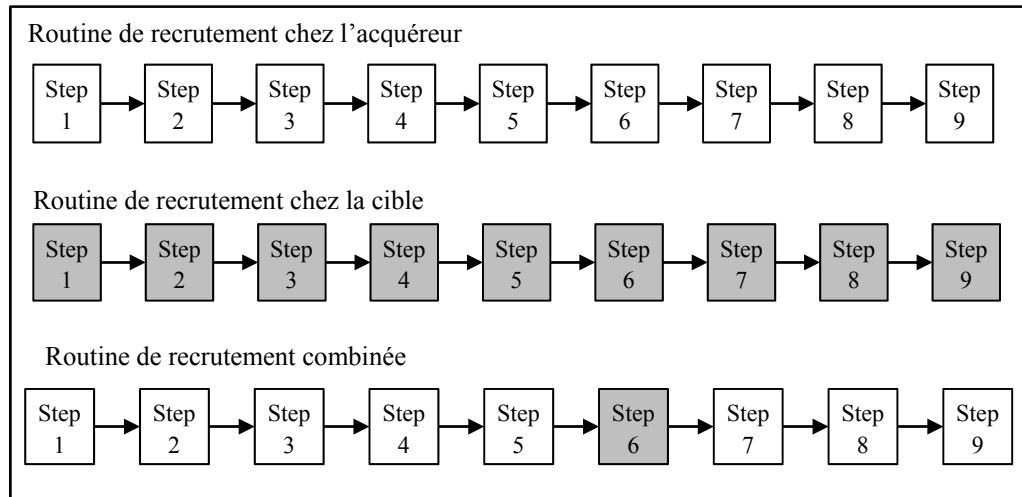 Routine de recrutement chez l'acquéreur
Step Step Step Step Step Step Step Step Step
1 2 3 4 5 6 7 8 9
Routine de recrutement chez la cible
Step Step Step Step Step Step Step Step Step
1 2 3 4 5 6 7 8 9
Routine de recrutement combinée
Step Step Step Step Step Step Step Step Step
1 2 3 4 5 6 7 8 9